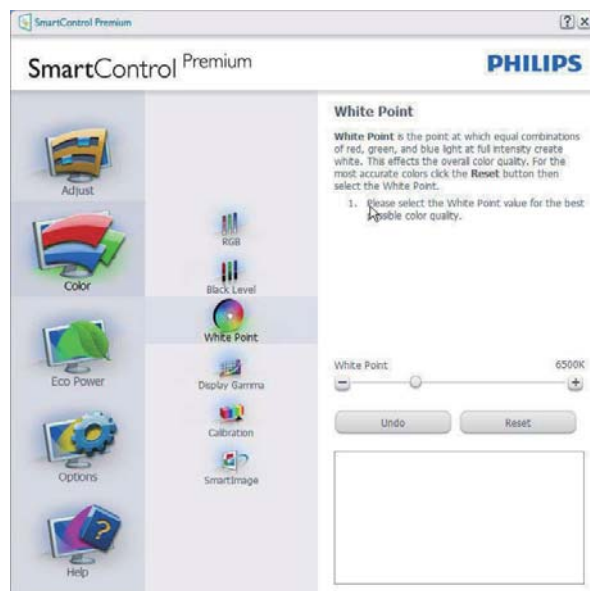 SmartControl Premium
SmartControl Premium
PHILIPS
Adjust
Color
Eco Power
Options
Help
RGB
Black Level
White Point
Display Gamma
Calibration
SmartImage
White Point
White Point is the point at which equal combinations
of red, green, and blue light at full intensity create
white. This effects the overall color quality. For the
most accurate colors click the Reset button then
select the White Point.
1. Please select the White Point value for the best
possible color quality.
White Point 6500K
Undo Reset